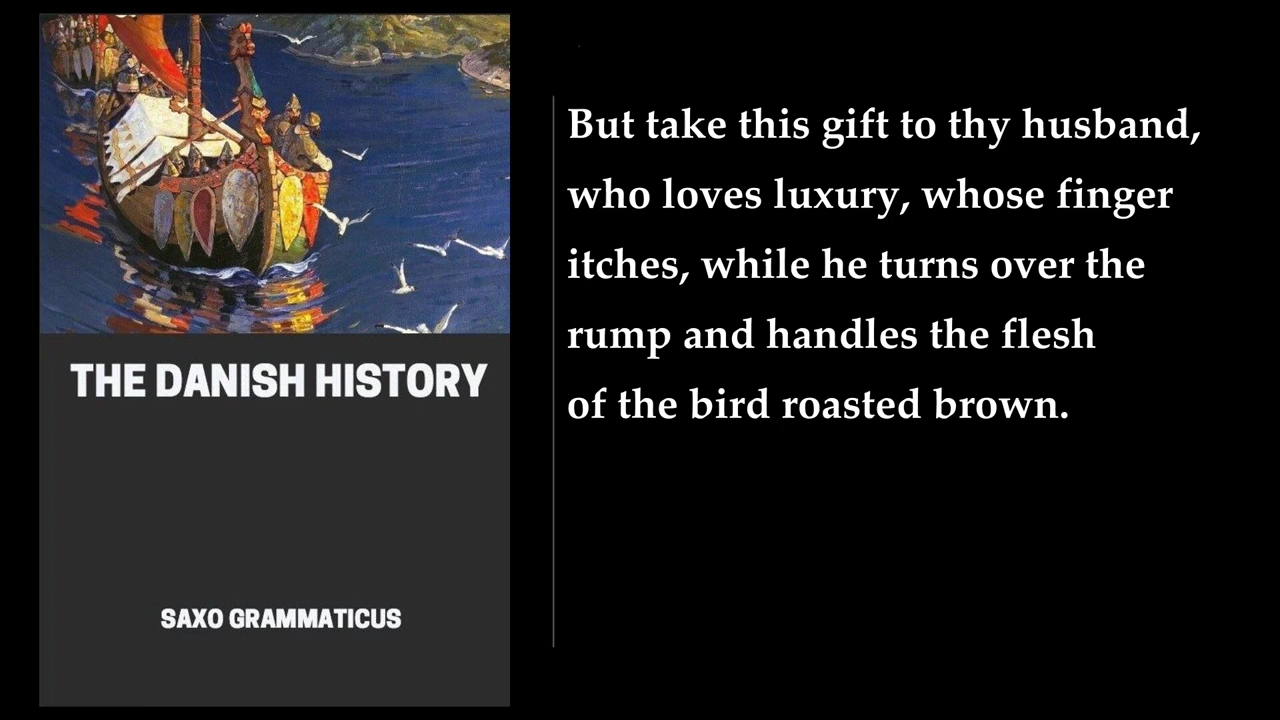 THE DANISH HISTORY
SAXO GRAMMATICUS
But take this gift to thy husband,
who loves luxury, whose finger
itches, while he turns over the
rump and handles the flesh
of the bird roasted brown.